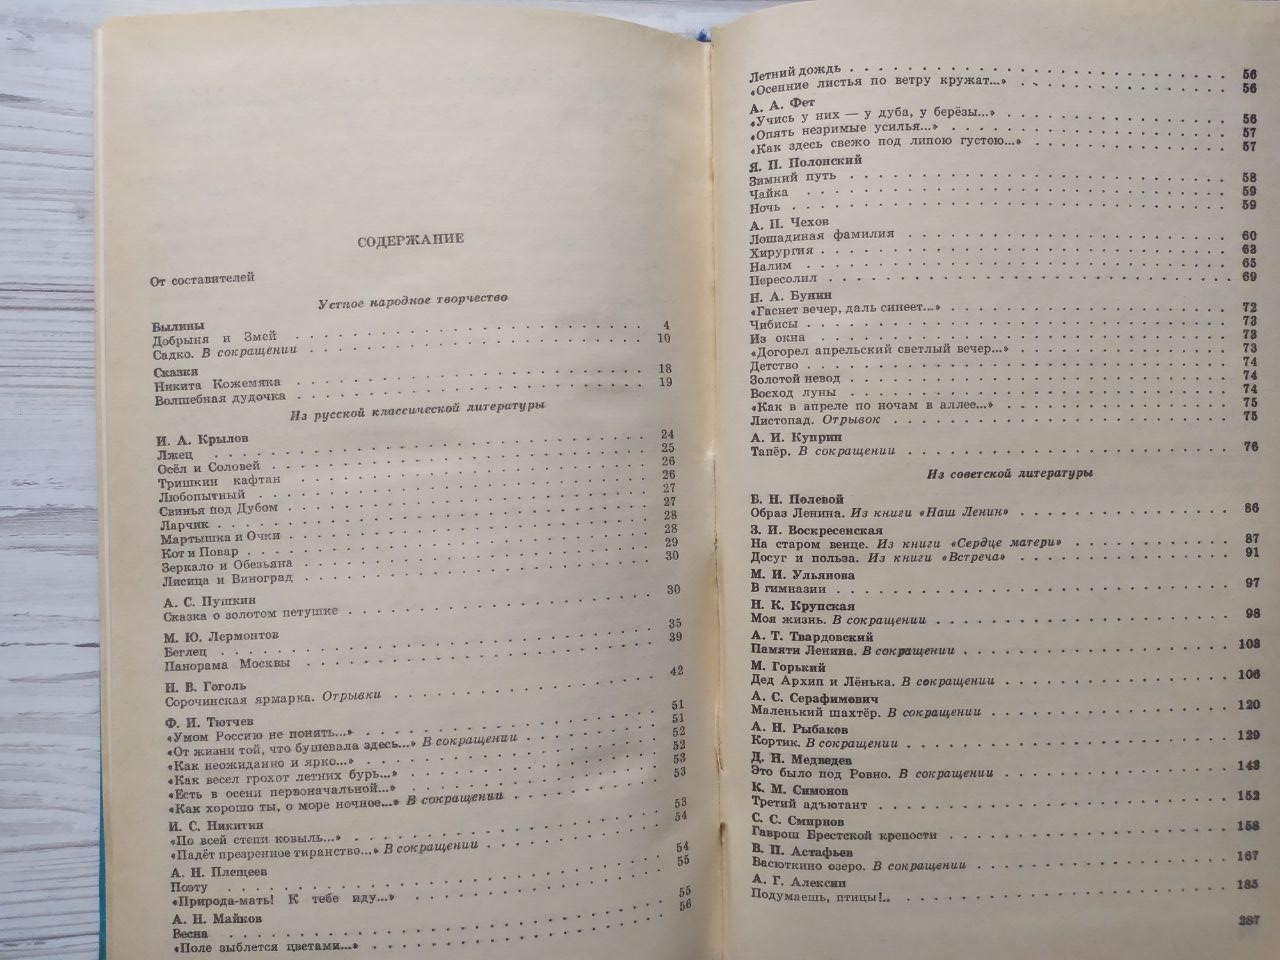 СОДЕРЖАНИЕ
От составителей
Устное народное творчество
Былины
Добрыня и Змей . . . 4
Садко. В сокращении . . . 10
Сказки
Никита Кожемяка . . . 18
Волшебная дудочка . . . 19
Из русской классической литературы
И. А. Крылов
Лжец . . . 24
Осёл и Соловей . . . 25
Тришкин кафтан . . . 26
Любопытный . . . 26
Свинья под Дубом . . . 27
Ларчик . . . 27
Мартышка и Очки . . . 28
Кот и Повар . . . 28
Зеркало и Обезьяна . . . 29
Лисица и Виноград . . . 30
А. С. Пушкин
Сказка о золотом петушке . . . 30
М. Ю. Лермонтов
Беглец . . . 35
Панорама Москвы . . . 39
Н. В. Гоголь
Сорочинская ярмарка. Отрывки . . . 42
Ф. И. Тютчев
«Умом Россию не понять...» . . . 51
«От жизни той, что бушевала здесь...» В сокращении . . . 51
«Как неожиданно и ярко...» . . . 52
«Как весел грохот летних бурь...» . . . 52
«Есть в осени первоначальной...» . . . 53
«Как хорошо ты, о море ночное...» В сокращении . . . 53
И. С. Никитин
«По всей степи ковыль...» . . . 53
«Падёт презренное тиранство...» В сокращении . . . 54
А. Н. Плещеев
Поэту . . . 54
«Природа-мать! К тебе иду...» . . . 55
А. Н. Майков
Весна . . . 55
«Поле зыблется цветами...» . . . 56
Летний дождь . . . 56
«Осенние листья по ветру кружат...» . . . 56
А. А. Фет
«Учись у них — у дуба, у берёзы...» . . . 56
«Опять незримые усилья...» . . . 57
«Как здесь свежо под липою густою...» . . . 57
Я. П. Полонский
Зимний путь . . . 58
Чайка . . . 59
Ночь . . . 59
А. П. Чехов
Лошадиная фамилия . . . 60
Хирургия . . . 63
Налим . . . 65
Пересолил . . . 69
И. А. Бунин
«Гаснет вечер, даль синеет...» . . . 72
Чибисы . . . 73
Из окна . . . 73
«Догорел апрельский светлый вечер...» . . . 73
Детство . . . 74
Золотой невод . . . 74
Восход луны . . . 74
«Как в апреле по ночам в аллее...» . . . 75
Листопад. Отрывок . . . 75
А. И. Куприн
Тапёр. В сокращении . . . 76
Из советской литературы
Б. Н. Полевой
Образ Ленина. Из книги «Наш Ленин» . . . 86
З. И. Воскресенская
На старом венце. Из книги «Сердце матери» . . . 87
Досуг и польза. Из книги «Встреча» . . . 91
М. И. Ульянова
В гимназии . . . 97
Н. К. Крупская
Моя жизнь. В сокращении . . . 98
А. Т. Твардовский
Памяти Ленина. В сокращении . . . 103
М. Горький
Дед Архип и Лёнька. В сокращении . . . 106
А. С. Серафимович
Маленький шахтёр. В сокращении . . . 120
А. Н. Рыбаков
Кортик. В сокращении . . . 129
Д. Н. Медведев
Это было под Ровно. В сокращении . . . 143
К. М. Симонов
Третий адъютант . . . 152
С. С. Смирнов
Гаврош Брестской крепости . . . 158
В. П. Астафьев
Васюткино озеро. В сокращении . . . 167
А. Г. Алексин
Подумаешь, птицы!.. . . . 185
287